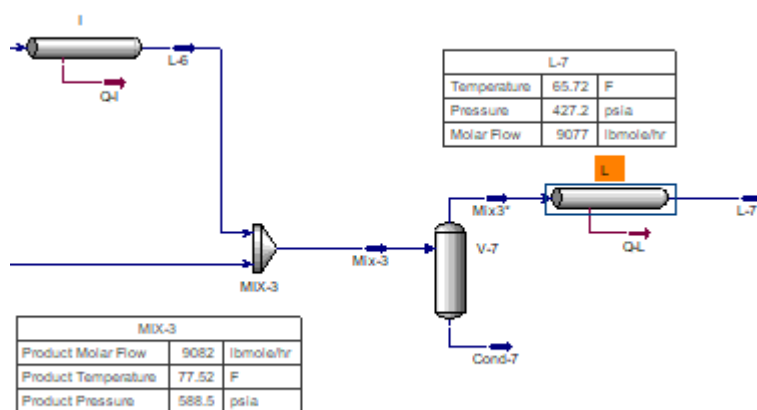 I
L-6
Q-I
L-7
Temperature 65.72 F
Pressure 427.2 psia
Molar Flow 9077 lbmole/hr
L
Mix3*
L-7
Q-L
V-7
Mix-3
MIX-3
Cond-7
MIX-3
Product Molar Flow 9082 lbmole/hr
Product Temperature 77.52 F
Product Pressure 588.5 psia